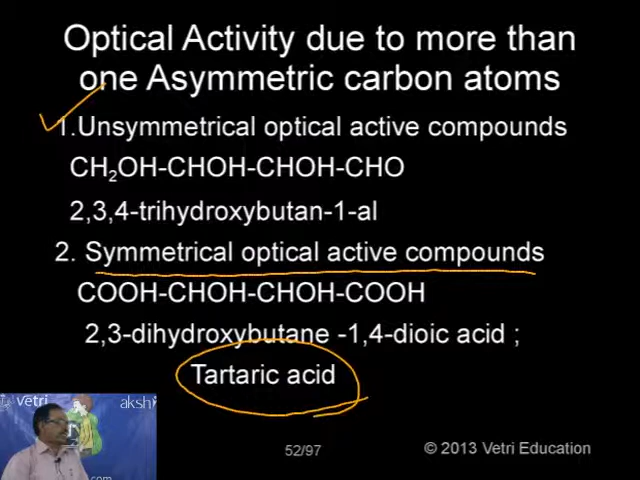 Optical Activity due to more than
one Asymmetric carbon atoms
1.Unsymmetrical optical active compounds
CH₂OH-CHOH-CHOH-CHO
2,3,4-trihydroxybutan-1-al
2. Symmetrical optical active compounds
COOH-CHOH-CHOH-COOH
2,3-dihydroxybutane -1,4-dioic acid ;
Tartaric acid
vetri
akshi
.com
52/97
© 2013 Vetri Education